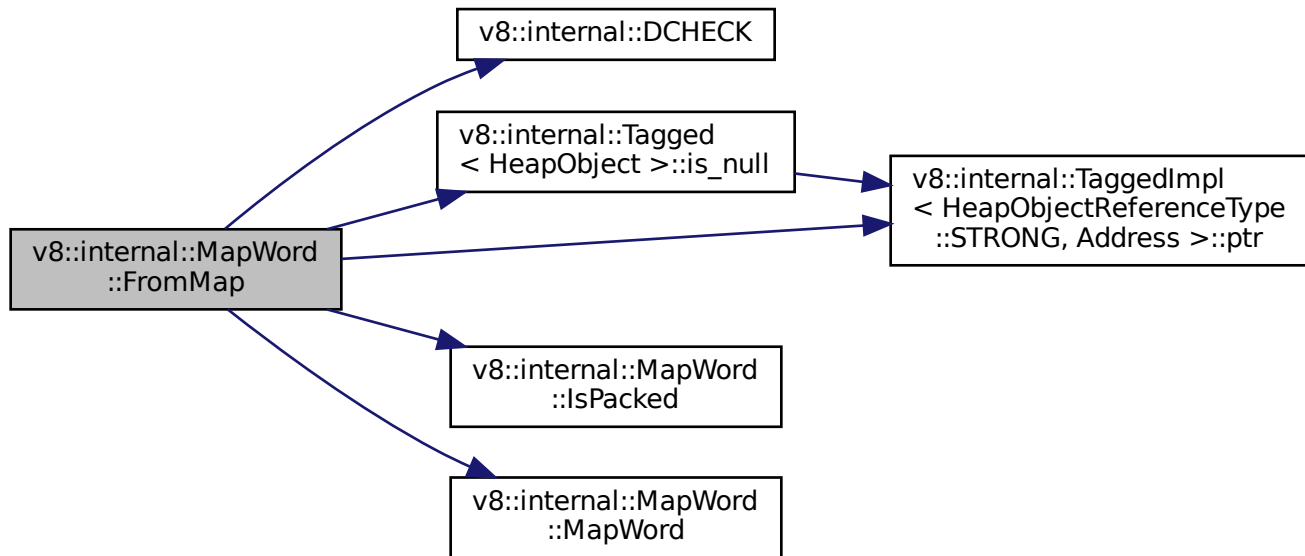 v8::internal::DCHECK
v8::internal::Tagged
< HeapObject >::is_null
v8::internal::TaggedImpl
< HeapObjectReferenceType
::STRONG, Address >::ptr
v8::internal::MapWord
::FromMap
v8::internal::MapWord
::IsPacked
v8::internal::MapWord
::MapWord